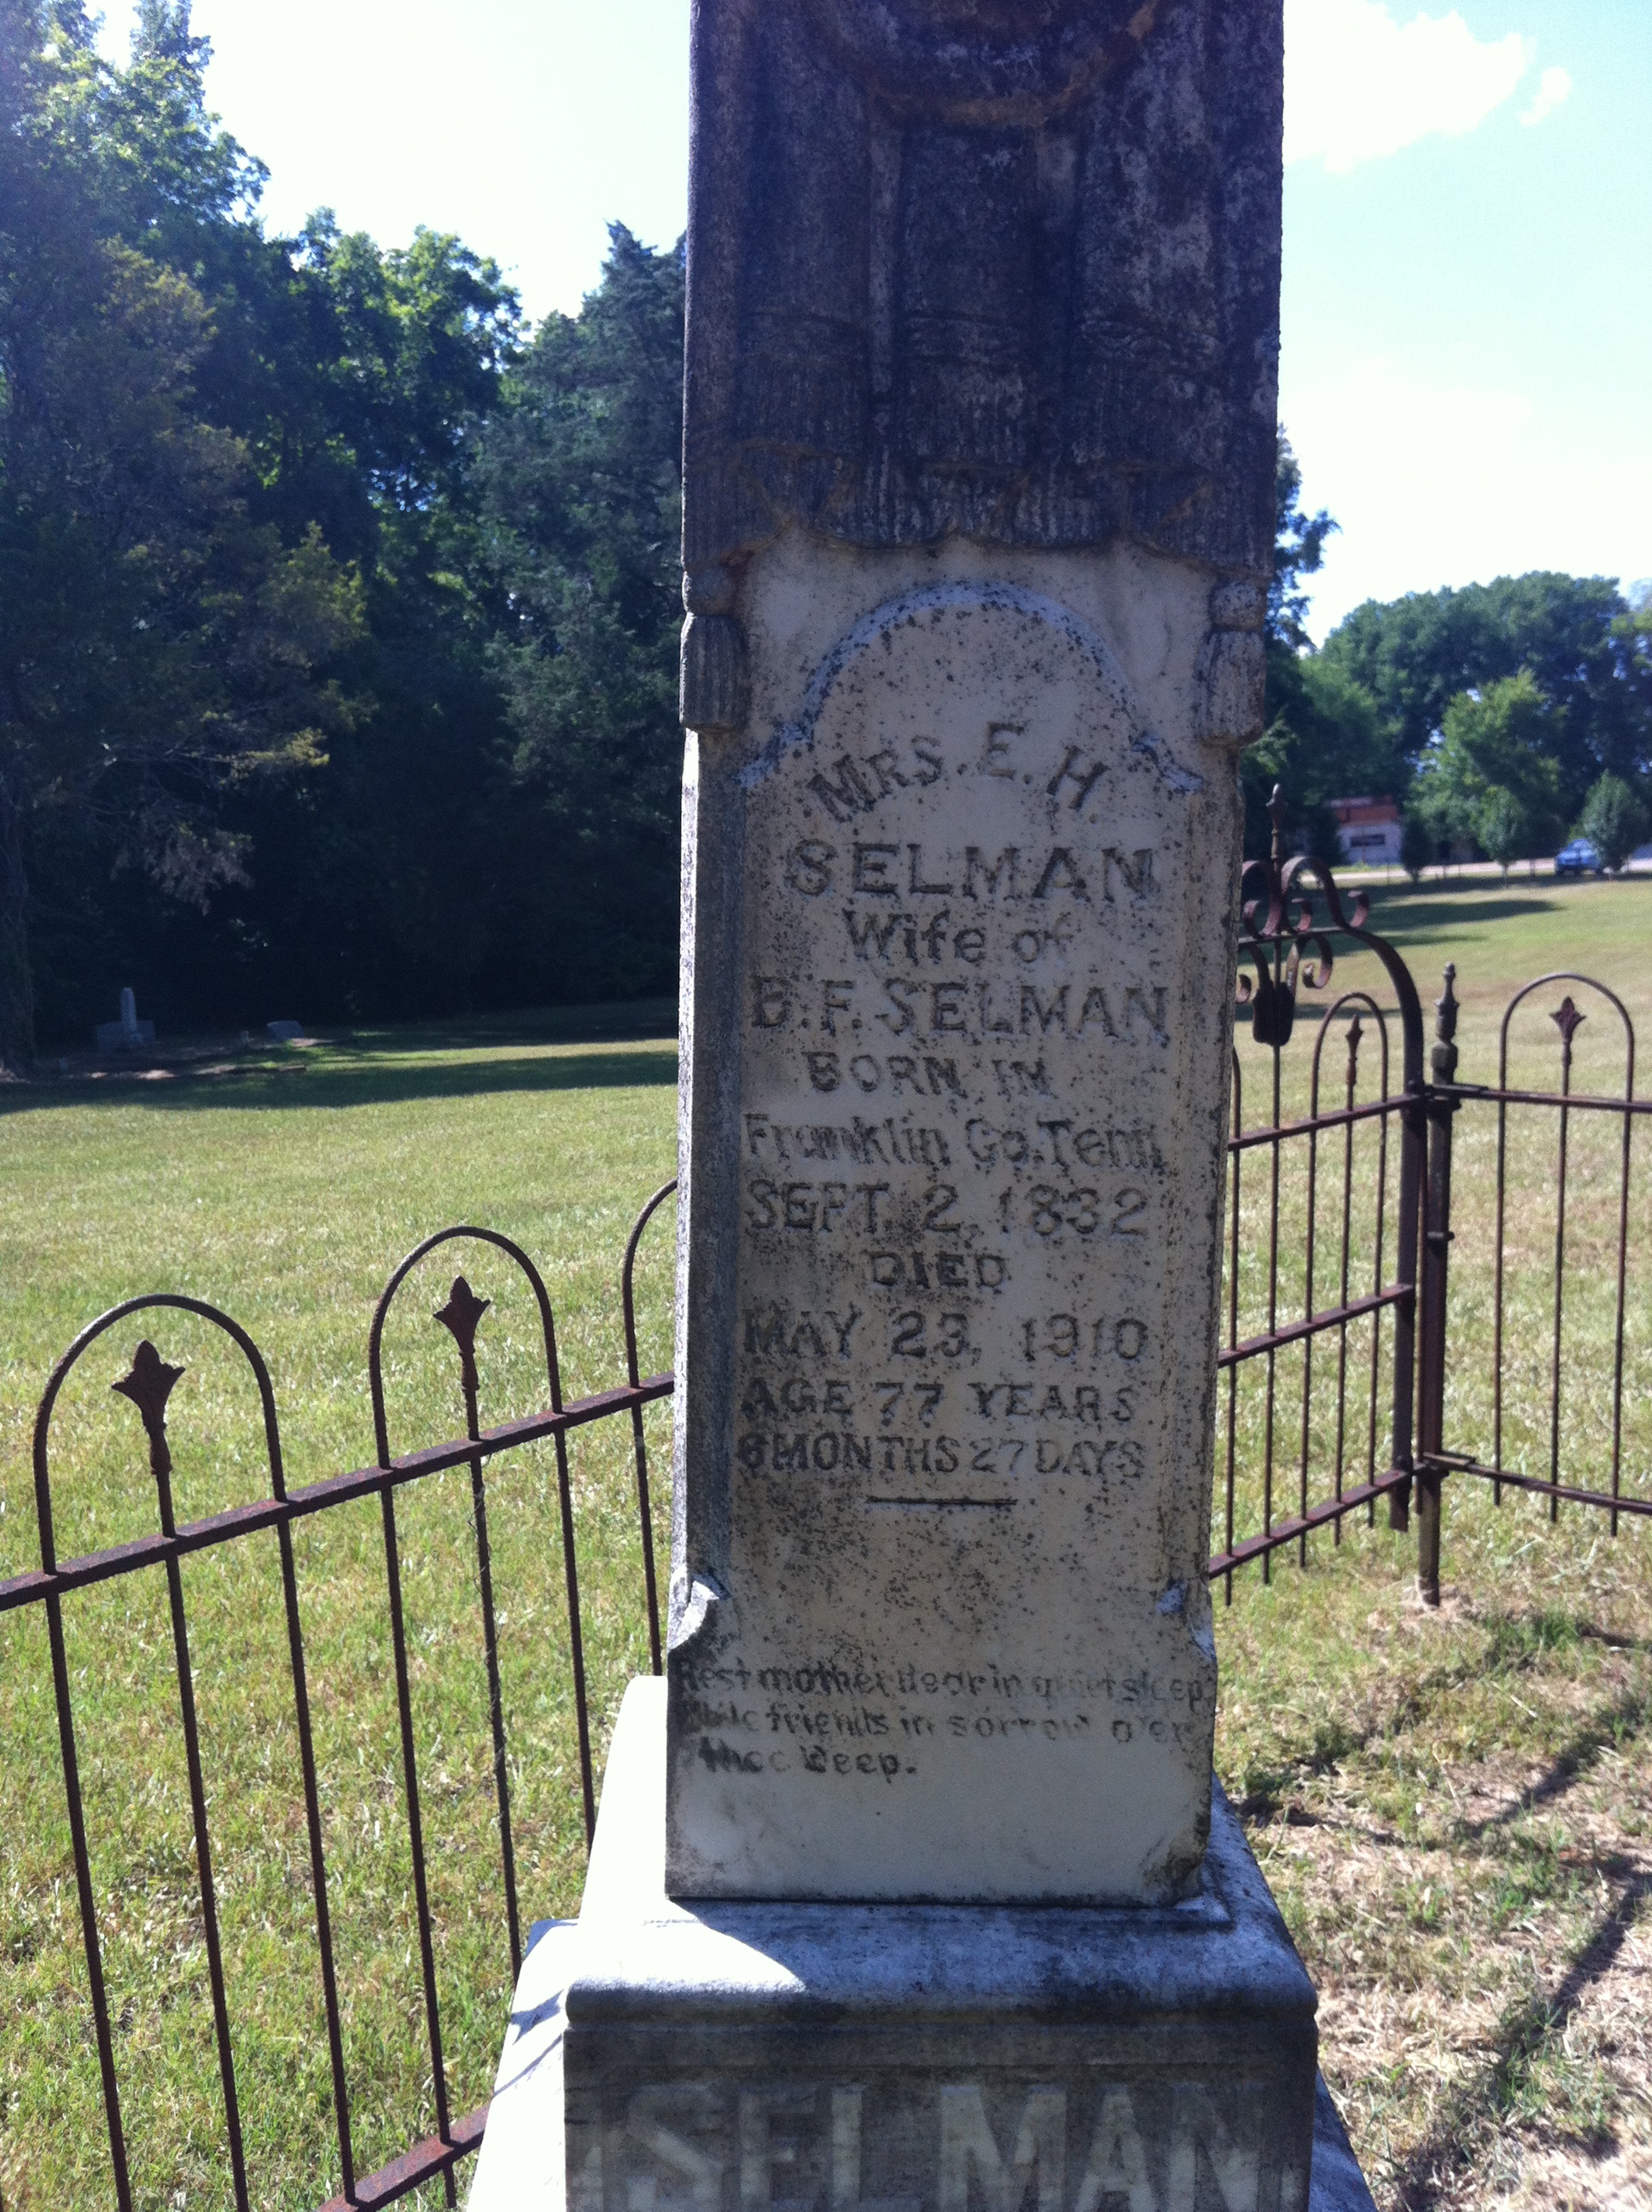 MRS. E. H.
SELMAN
Wife of
B. F. SELMAN
BORN IN
Franklin Co. Tenn
SEPT. 2, 1832
DIED
MAY 23, 1910
AGE 77 YEARS
6 MONTHS 27 DAYS
Rest mother dear in quiet sleep
While friends in sorrow o'er
thee weep.
SELMAN